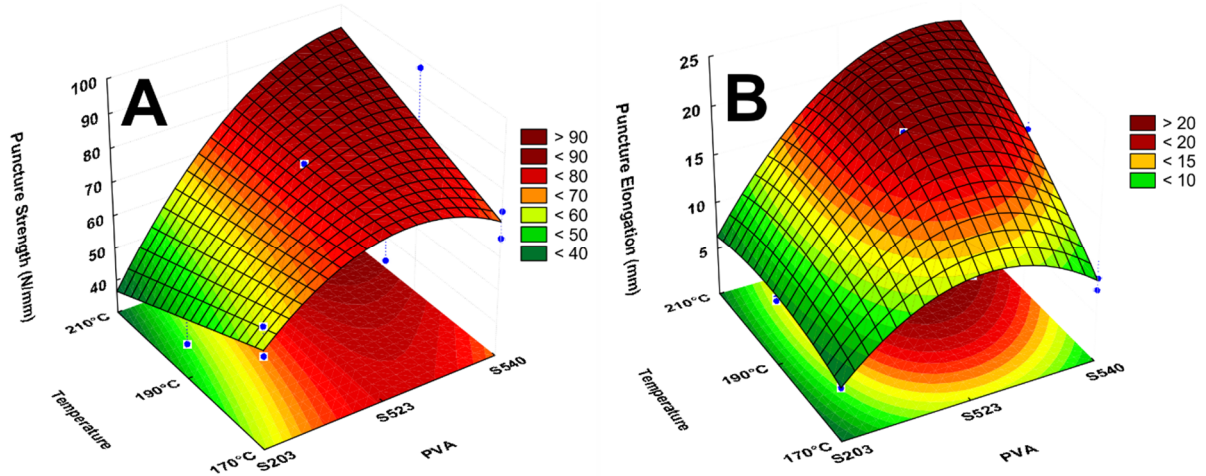 A
Puncture Strength (N/mm)
100
90
80
70
60
50
40
210°C
190°C
170°C
Temperature
S203
S523
S540
PVA
> 90
< 90
< 80
< 70
< 60
< 50
< 40
B
Puncture Elongation (mm)
25
20
15
10
5
210°C
190°C
170°C
Temperature
S203
S523
S540
PVA
> 20
< 20
< 15
< 10